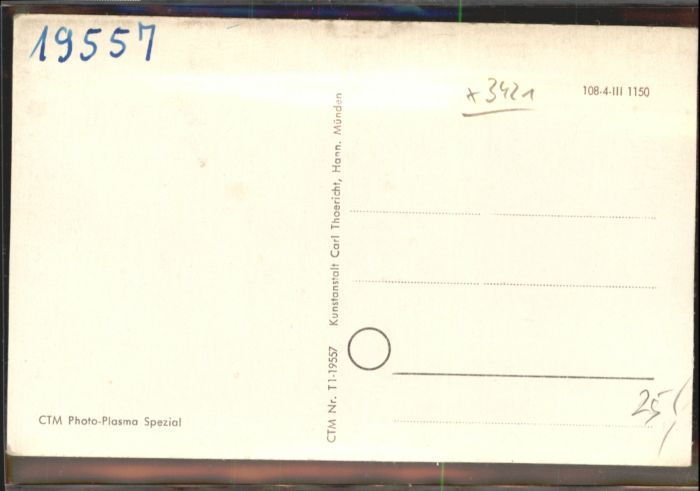 19557
x 3421
108-4-III 1150
CTM Nr. T1-19557 Kunstanstalt Carl Thoericht, Hann. Münden
25,
CTM Photo-Plasma Spezial